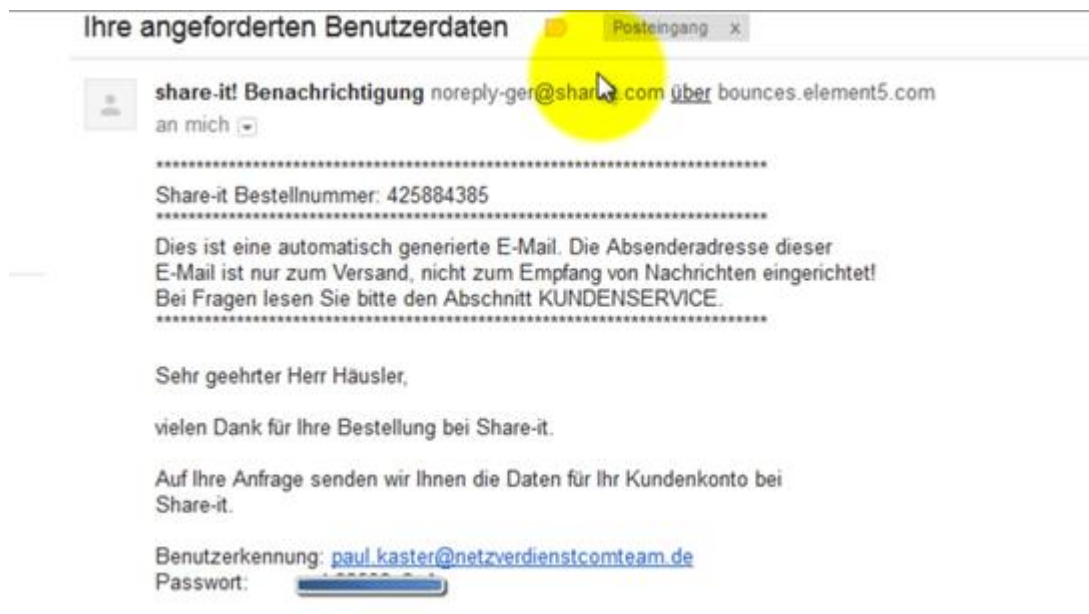 Ihre angeforderten Benutzerdaten Posteingang x
share-it! Benachrichtigung über bounces.element5.com
an mich
******************************************************************************
Share-it Bestellnummer: 425884385
******************************************************************************
Dies ist eine automatisch generierte E-Mail. Die Absenderadresse dieser
E-Mail ist nur zum Versand, nicht zum Empfang von Nachrichten eingerichtet!
Bei Fragen lesen Sie bitte den Abschnitt KUNDENSERVICE.
******************************************************************************
Sehr geehrter Herr Häusler,
vielen Dank für Ihre Bestellung bei Share-it.
Auf Ihre Anfrage senden wir Ihnen die Daten für Ihr Kundenkonto bei
Share-it.
Benutzerkennung: paul.kaster@netzverdienstcomteam.de
Passwort: